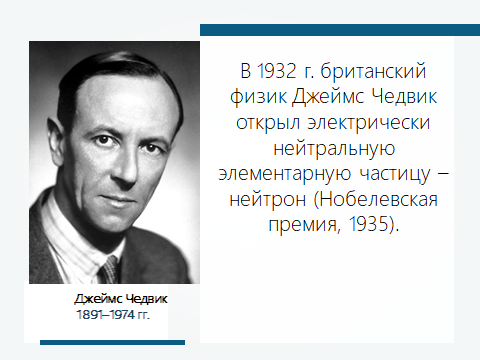 В 1932 г. британский
физик Джеймс Чедвик
открыл электрически
нейтральную
элементарную частицу –
нейтрон (Нобелевская
премия, 1935).
Джеймс Чедвик
1891–1974 гг.